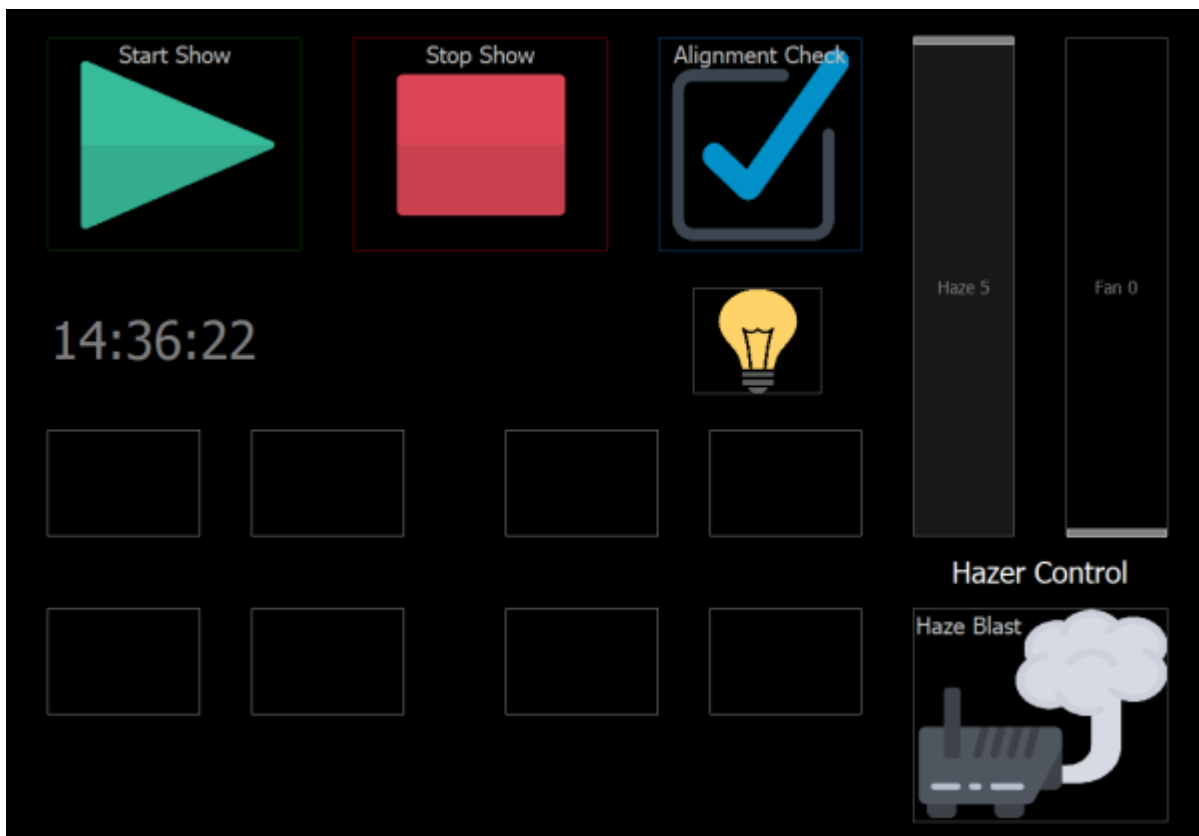 Start Show
Stop Show
Alignment Check
Haze 5
Fan 0
14:36:22
Hazer Control
Haze Blast